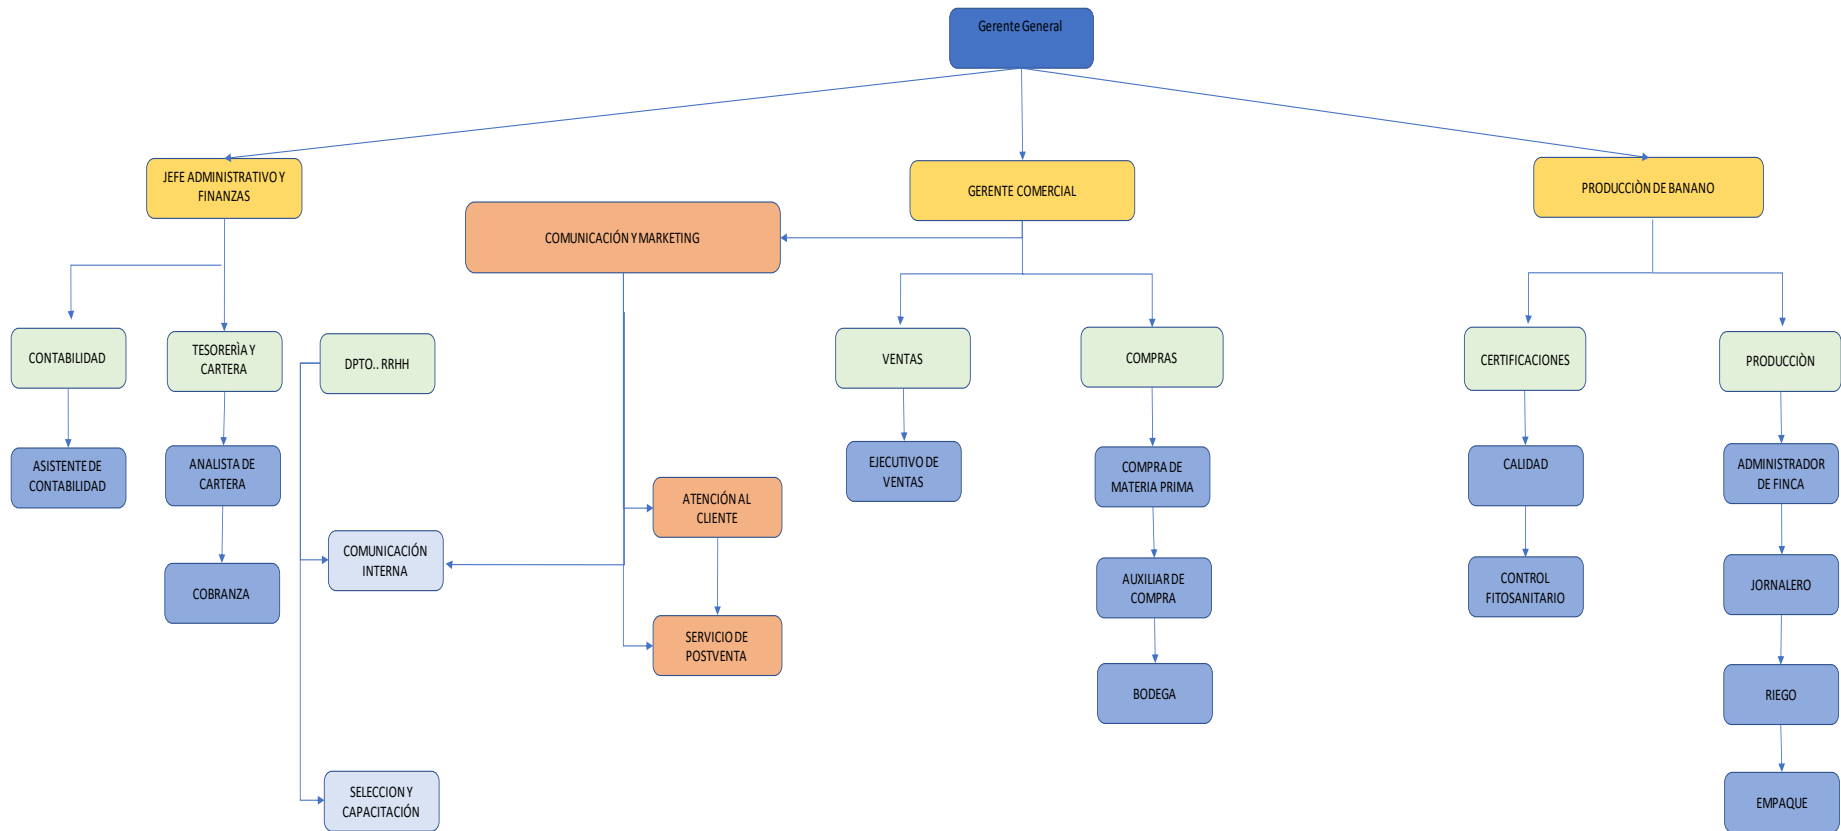 Gerente General
JEFE ADMINISTRATIVO Y
FINANZAS
GERENTE COMERCIAL
PRODUCCIÒN DE BANANO
COMUNICACIÓN Y MARKETING
CONTABILIDAD
TESORERÌA Y
CARTERA
DPTO.. RRHH
VENTAS
COMPRAS
CERTIFICACIONES
PRODUCCIÒN
ASISTENTE DE
CONTABILIDAD
ANALISTA DE
CARTERA
EJECUTIVO DE
VENTAS
COMPRA DE
MATERIA PRIMA
CALIDAD
ADMINISTRADOR
DE FINCA
ATENCIÓN AL
CLIENTE
COMUNICACIÓN
INTERNA
COBRANZA
AUXILIAR DE
COMPRA
CONTROL
FITOSANITARIO
JORNALERO
SERVICIO DE
POSTVENTA
BODEGA
RIEGO
SELECCION Y
CAPACITACIÓN
EMPAQUE